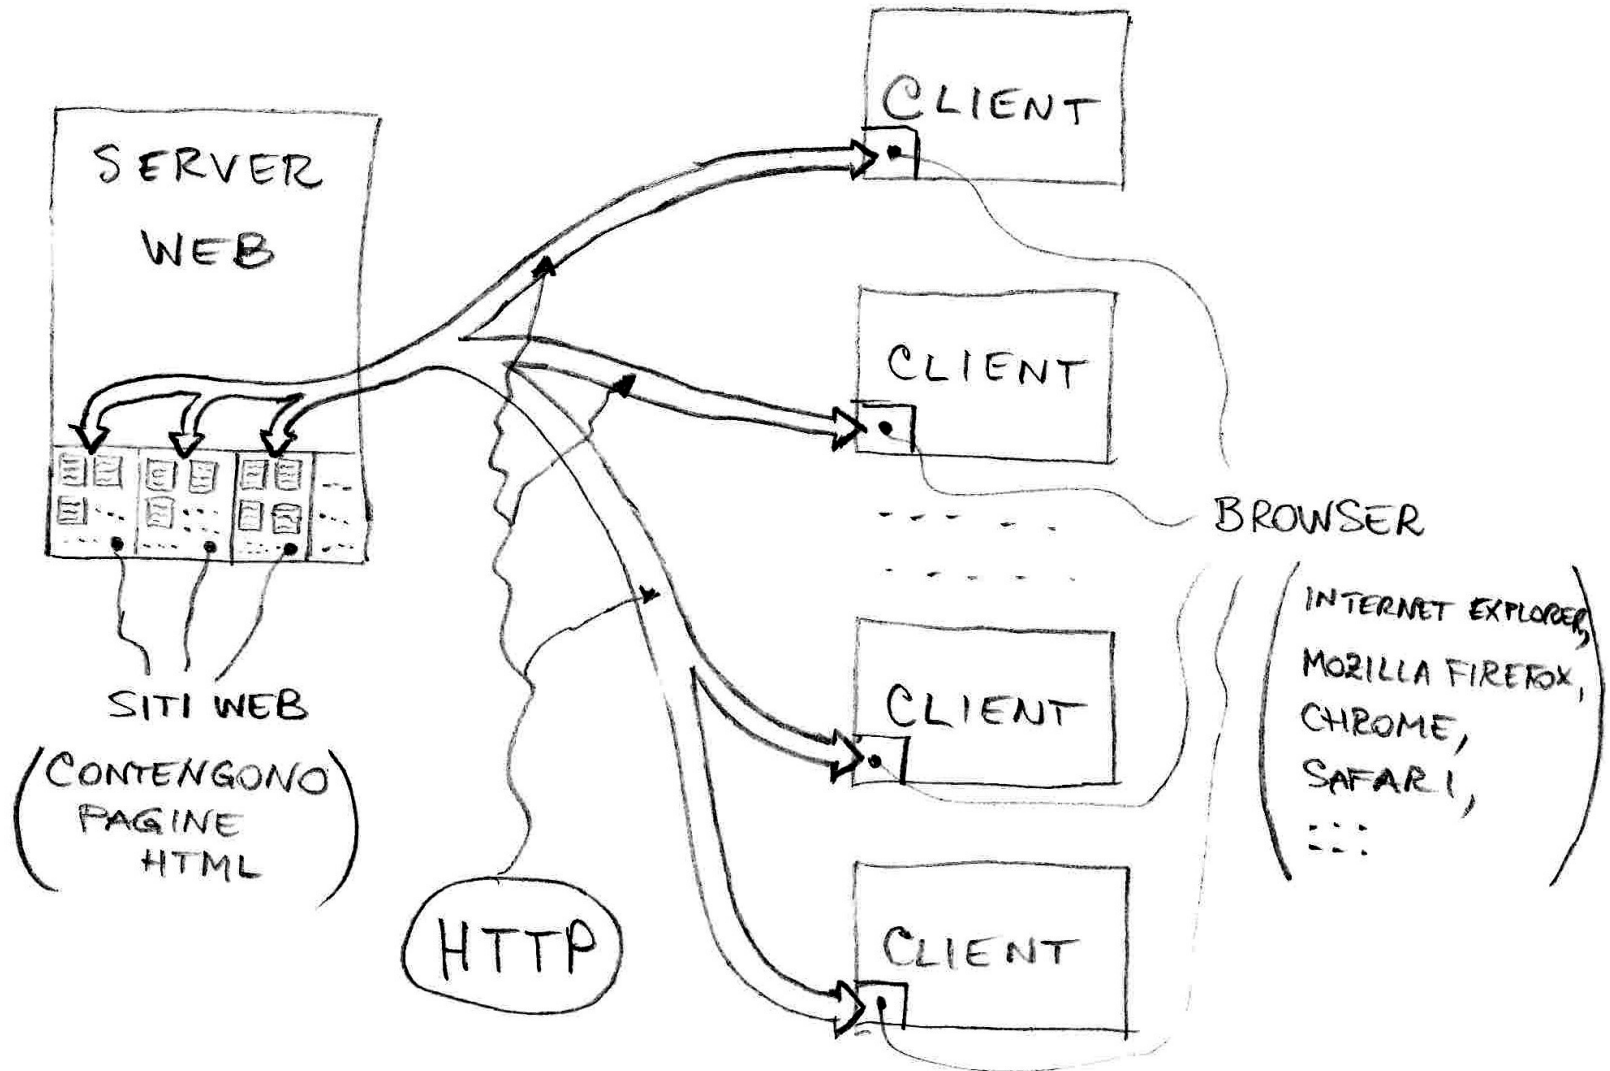 SERVER
WEB
SITI WEB
(CONTENGONO
PAGINE
HTML)
HTTP
CLIENT
CLIENT
CLIENT
CLIENT
BROWSER
(INTERNET EXPLORER,
MOZILLA FIREFOX,
CHROME,
SAFARI,
...)